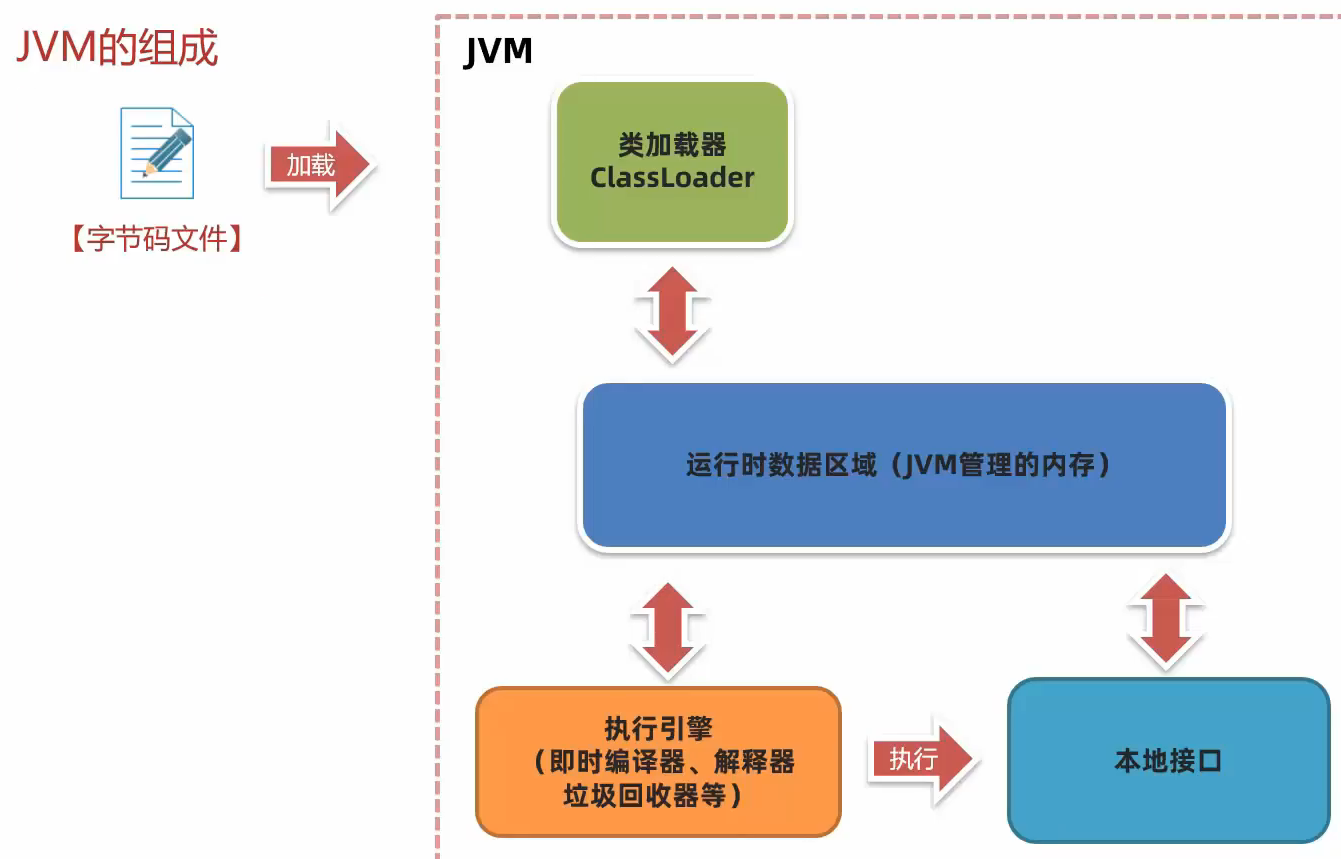 JVM的组成
JVM
类加载器
ClassLoader
加载
【字节码文件】
运行时数据区域（JVM管理的内存）
执行引擎
（即时编译器、解释器
垃圾回收器等）
执行
本地接口